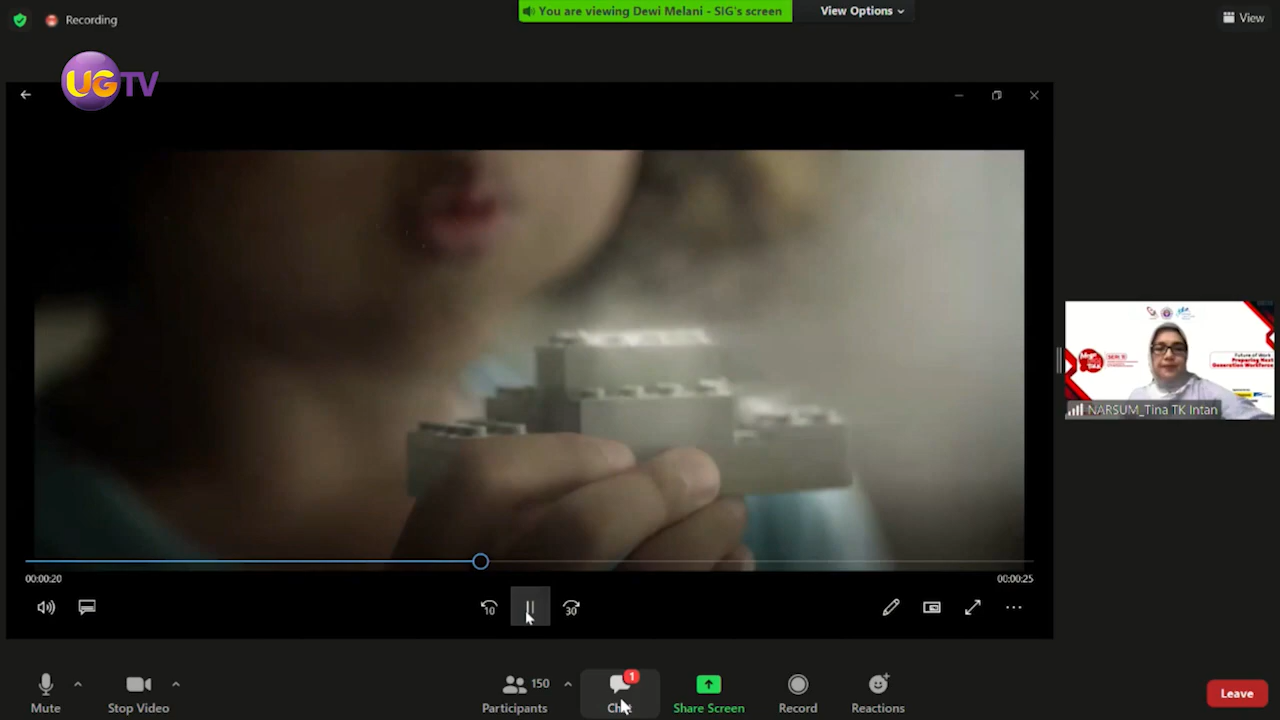 Recording
You are viewing Dewi Melani - SIG's screen
View Options
View
UGTV
Future of Work
Preparing Next
Generation Workforce
NARSUM_Tina TK Intan
00:00:20
00:00:25
10
30
Mute
Stop Video
150
Participants
1
Chat
Share Screen
Record
Reactions
Leave